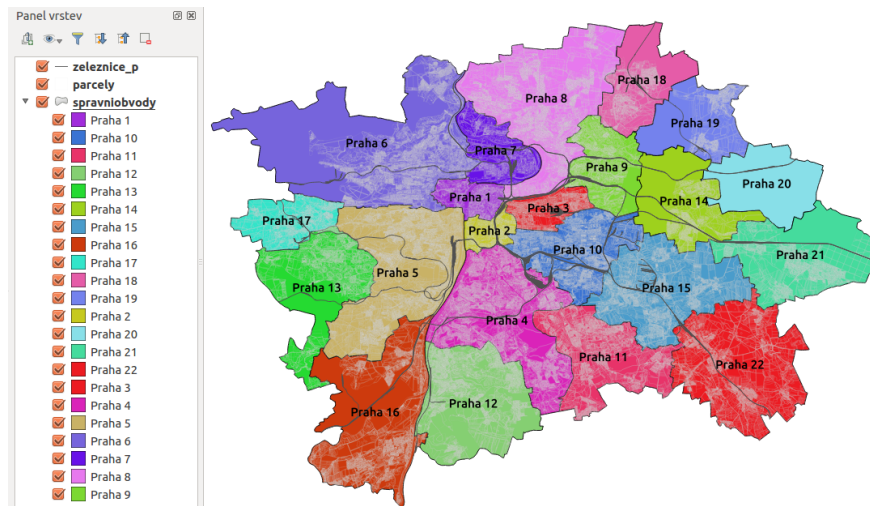 Panel vrstev
zeleznice_p
parcely
spravniobvody
Praha 1
Praha 10
Praha 11
Praha 12
Praha 13
Praha 14
Praha 15
Praha 16
Praha 17
Praha 18
Praha 19
Praha 2
Praha 20
Praha 21
Praha 22
Praha 3
Praha 4
Praha 5
Praha 6
Praha 7
Praha 8
Praha 9
Praha 18
Praha 8
Praha 19
Praha 6
Praha 7
Praha 9
Praha 20
Praha 1
Praha 14
Praha 3
Praha 17
Praha 2
Praha 10
Praha 21
Praha 5
Praha 13
Praha 15
Praha 4
Praha 11
Praha 22
Praha 12
Praha 16